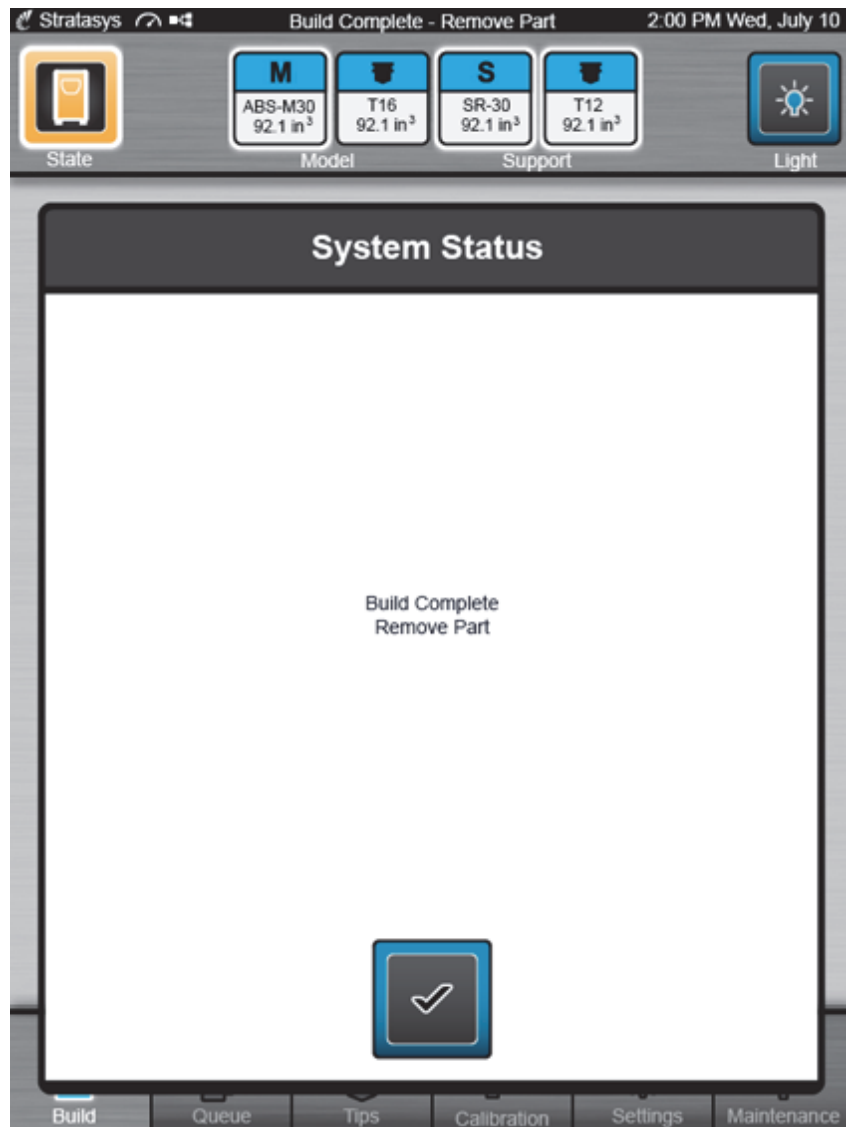 Stratasys Build Complete - Remove Part 2:00 PM Wed, July 10
M S
ABS-M30 T16 SR-30 T12
92.1 in³ 92.1 in³ 92.1 in³ 92.1 in³
State Model Support Light
System Status
Build Complete
Remove Part
Build Queue Tips Calibration Settings Maintenance